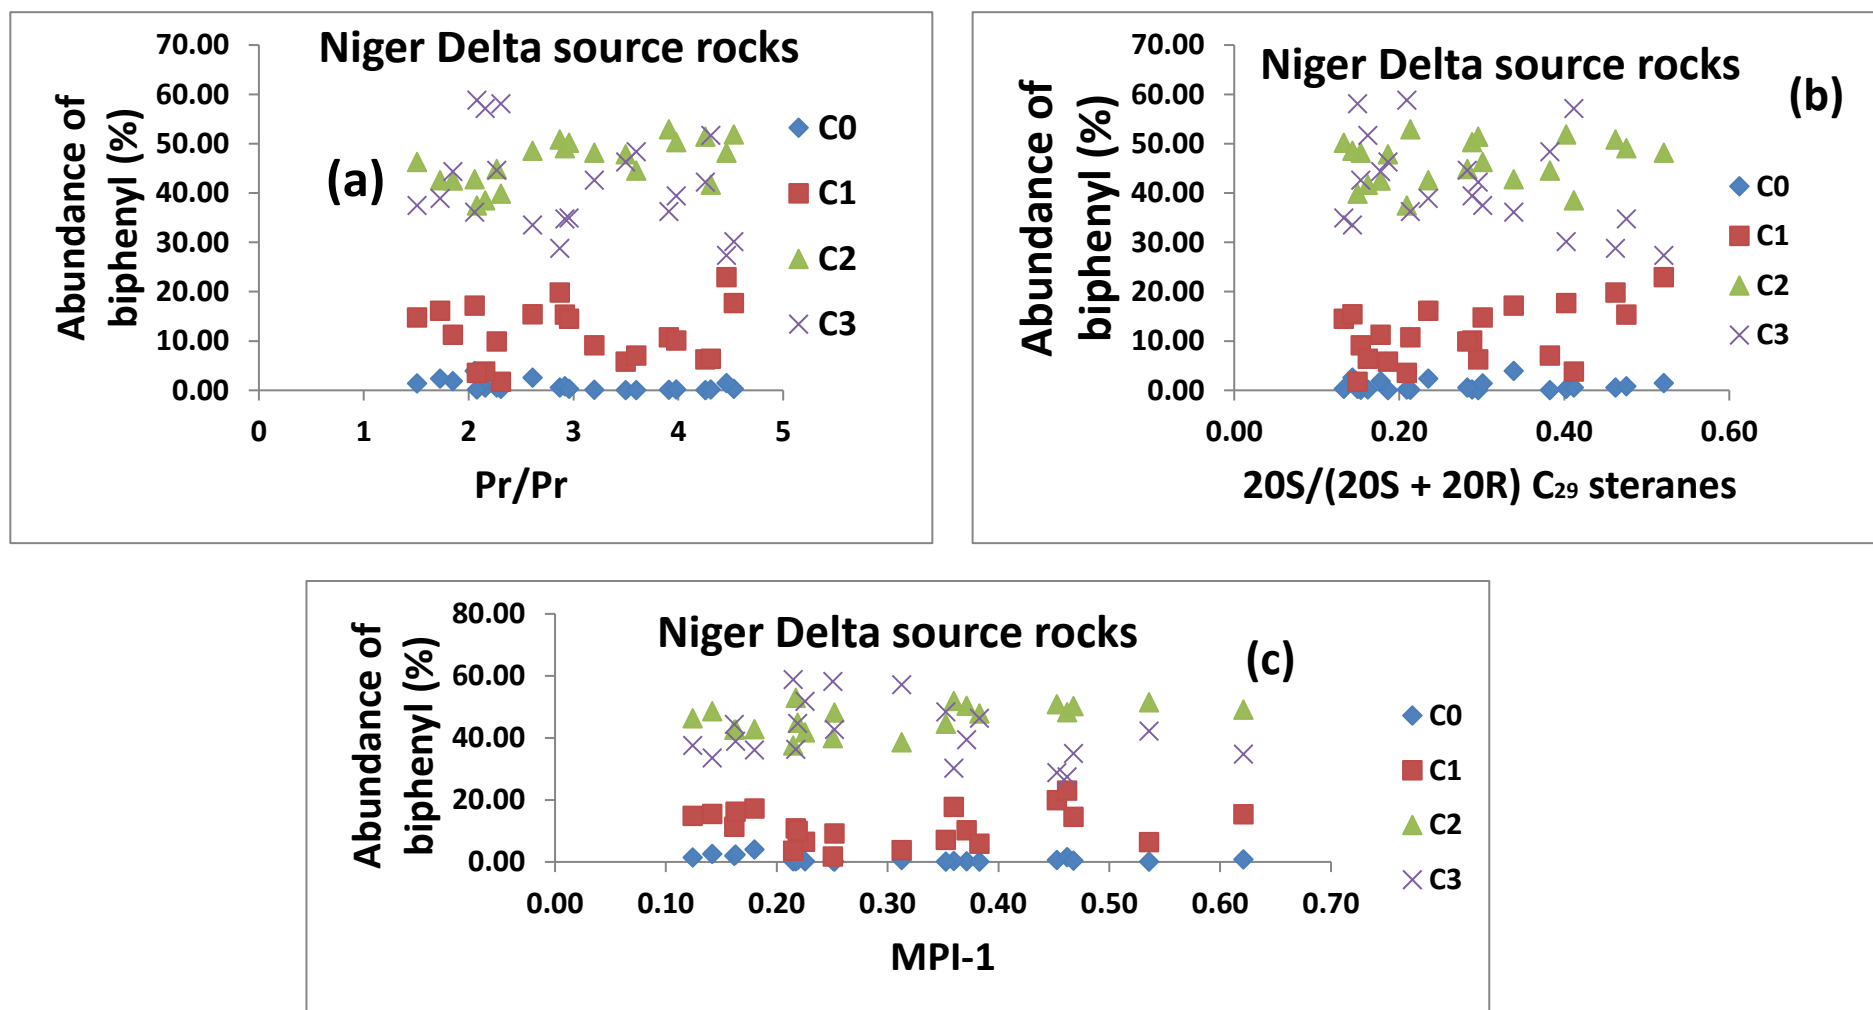 Niger Delta source rocks
(a)
Abundance of
biphenyl (%)
70.00
60.00
50.00
40.00
30.00
20.00
10.00
0.00
0 1 2 3 4 5
Pr/Pr
C0
C1
C2
C3
Niger Delta source rocks
(b)
Abundance of
biphenyl (%)
70.00
60.00
50.00
40.00
30.00
20.00
10.00
0.00
0.00 0.20 0.40 0.60
20S/(20S + 20R) C₂₉ steranes
C0
C1
C2
C3
Niger Delta source rocks
(c)
Abundance of
biphenyl (%)
80.00
60.00
40.00
20.00
0.00
0.00 0.10 0.20 0.30 0.40 0.50 0.60 0.70
MPI-1
C0
C1
C2
C3